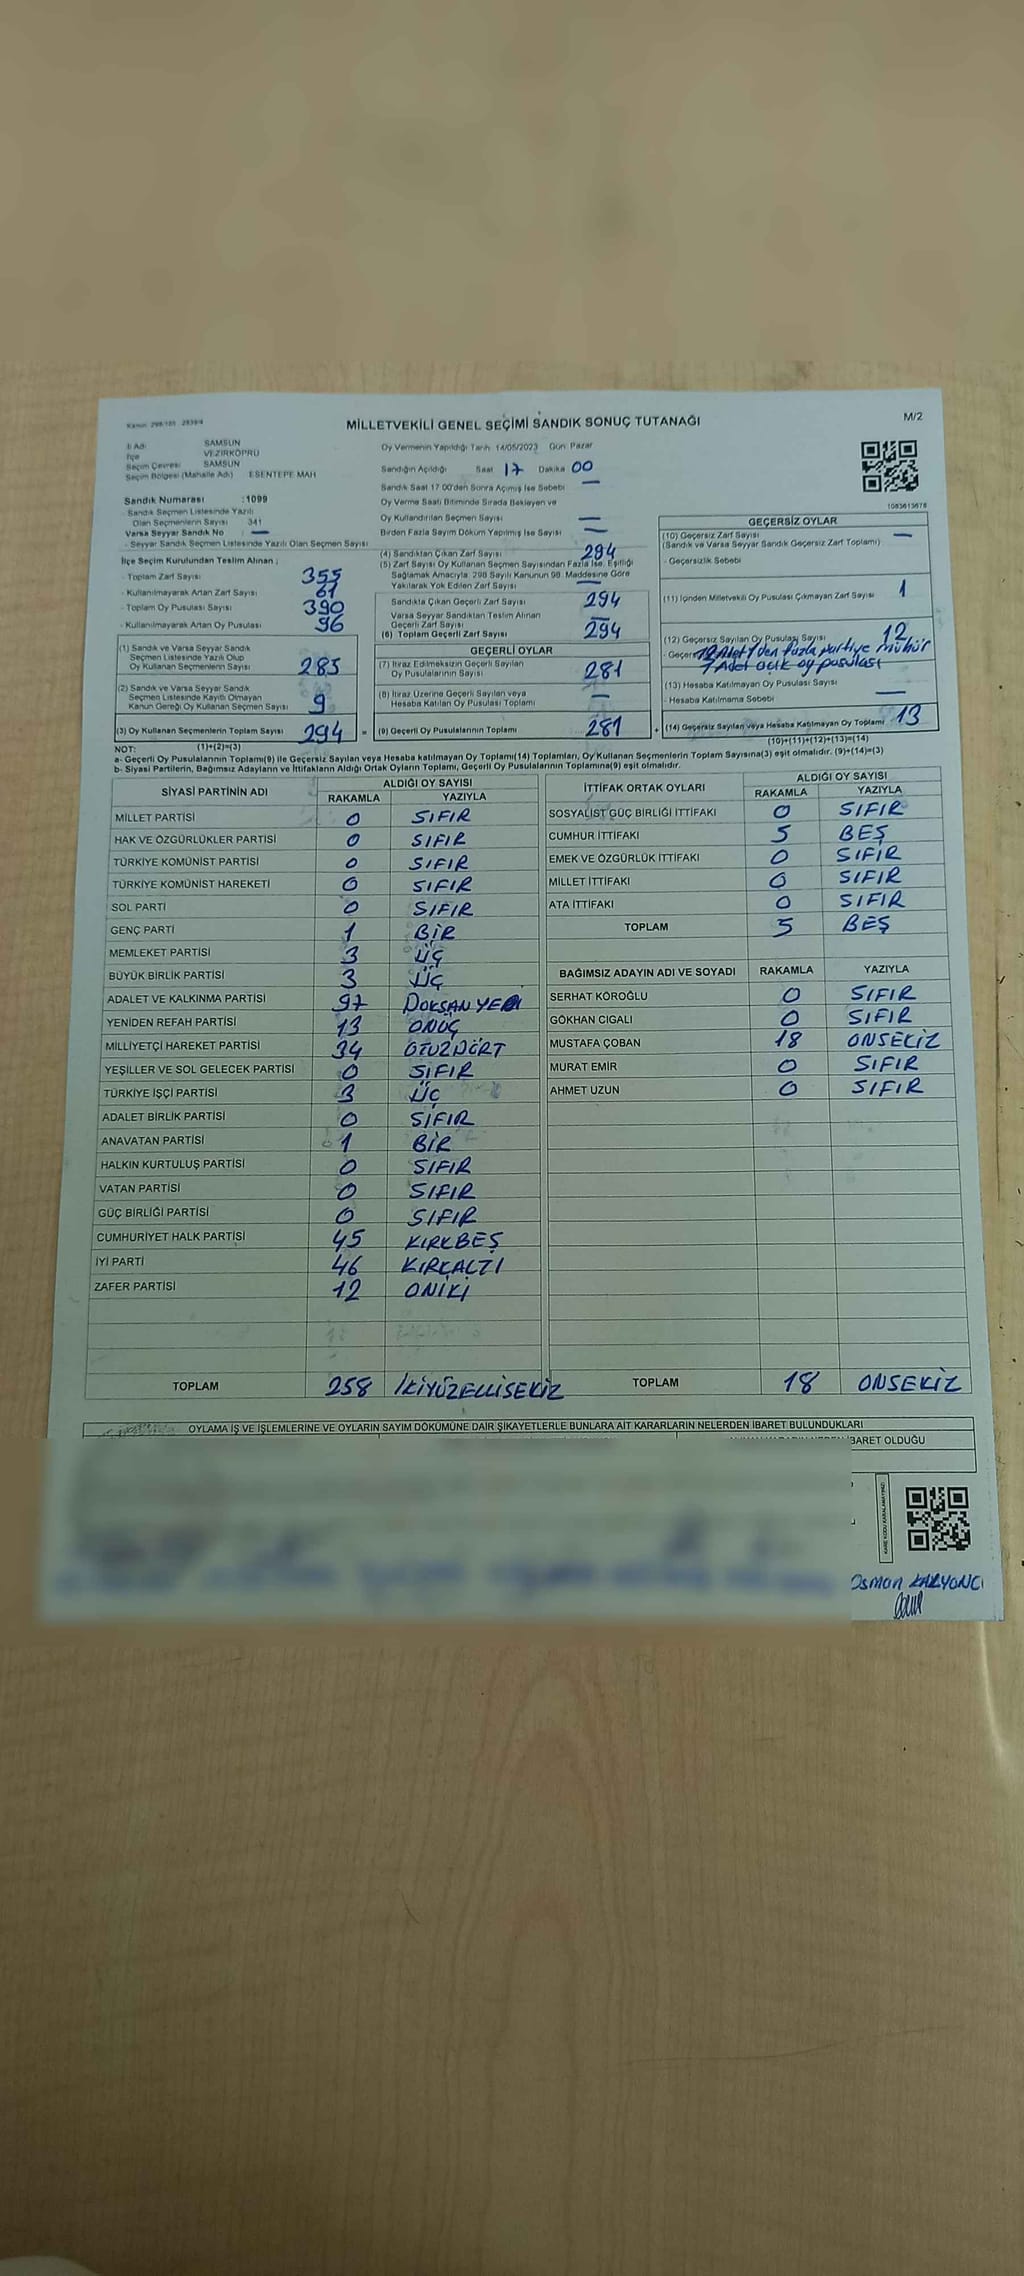 Kanun: 298/105 2839/4
MİLLETVEKİLİ GENEL SEÇİMİ SANDIK SONUÇ TUTANAĞI
M/2
İl Adı SAMSUN
İlçe VEZİRKÖPRÜ
Seçim Çevresi SAMSUN
Seçim Bölgesi (Mahalle Adı) ESENTEPE MAH
Sandık Numarası :1099
Sandık Seçmen Listesinde Yazılı
Olan Seçmenlerin Sayısı 341
Varsa Seyyar Sandık No —
- Seyyar Sandık Seçmen Listesinde Yazılı Olan Seçmen Sayısı
Oy Vermenin Yapıldığı Tarih: 14/05/2023 Gün: Pazar
Sandığın Açıldığı Saat 17 Dakika 00
Sandık Saat 17:00'den Sonra Açılmış İse Sebebi —
Oy Verme Saati Bitiminde Sırada Bekleyen ve
Oy Kullandırılan Seçmen Sayısı —
Birden Fazla Sayım Döküm Yapılmış İse Sayısı —
1083613678
İlçe Seçim Kurulundan Teslim Alınan ;
- Toplam Zarf Sayısı 355
- Kullanılmayarak Artan Zarf Sayısı 61
- Toplam Oy Pusulası Sayısı 390
- Kullanılmayarak Artan Oy Pusulası 96
(1) Sandık ve Varsa Seyyar Sandık
Seçmen Listesinde Yazılı Olup
Oy Kullanan Seçmenlerin Sayısı 285
(2) Sandık ve Varsa Seyyar Sandık
Seçmen Listesinde Kayıtlı Olmayan
Kanun Gereği Oy Kullanan Seçmen Sayısı 9
(3) Oy Kullanan Seçmenlerin Toplam Sayısı 294 =
(1)+(2)=(3)
(4) Sandıktan Çıkan Zarf Sayısı 294
(5) Zarf Sayısı Oy Kullanan Seçmen Sayısından Fazla İse, Eşitliği
Sağlamak Amacıyla; 298 Sayılı Kanunun 98. Maddesine Göre
Yakılarak Yok Edilen Zarf Sayısı —
Sandıkta Çıkan Geçerli Zarf Sayısı 294
Varsa Seyyar Sandıktan Teslim Alınan
Geçerli Zarf Sayısı —
(6) Toplam Geçerli Zarf Sayısı 294
GEÇERLİ OYLAR
(7) İtiraz Edilmeksizin Geçerli Sayılan
Oy Pusulalarının Sayısı 281
(8) İtiraz Üzerine Geçerli Sayılan veya
Hesaba Katılan Oy Pusulası Toplamı —
(9) Geçerli Oy Pusulalarının Toplamı 281 +
GEÇERSİZ OYLAR
(10) Geçersiz Zarf Sayısı —
(Sandık ve Varsa Seyyar Sandık Geçersiz Zarf Toplamı)
- Geçersizlik Sebebi
(11) İçinden Milletvekili Oy Pusulası Çıkmayan Zarf Sayısı 1
(12) Geçersiz Sayılan Oy Pusulası Sayısı 12
Adet 1'den fazla partiye mühür
Adet açık oy pusulası
(13) Hesaba Katılmayan Oy Pusulası Sayısı —
- Hesaba Katılmama Sebebi
(14) Geçersiz Sayılan veya Hesaba Katılmayan Oy Toplamı 13
(10)+(11)+(12)+(13)=(14)
NOT:
a- Geçerli Oy Pusulalarının Toplamı(9) ile Geçersiz Sayılan veya Hesaba katılmayan Oy Toplamı(14) Toplamları, Oy Kullanan Seçmenlerin Toplam Sayısına(3) eşit olmalıdır. (9)+(14)=(3)
b- Siyasi Partilerin, Bağımsız Adayların ve İttifakların Aldığı Ortak Oyların Toplamı, Geçerli Oy Pusulalarının Toplamına(9) eşit olmalıdır.
SİYASİ PARTİNİN ADI ALDIĞI OY SAYISI
RAKAMLA YAZIYLA
MİLLET PARTİSİ 0 SIFIR
HAK VE ÖZGÜRLÜKLER PARTİSİ 0 SIFIR
TÜRKİYE KOMÜNİST PARTİSİ 0 SIFIR
TÜRKİYE KOMÜNİST HAREKETİ 0 SIFIR
SOL PARTİ 0 SIFIR
GENÇ PARTİ 1 BİR
MEMLEKET PARTİSİ 3 ÜÇ
BÜYÜK BİRLİK PARTİSİ 3 ÜÇ
ADALET VE KALKINMA PARTİSİ 97 DOKSANYEDİ
YENİDEN REFAH PARTİSİ 13 ONÜÇ
MİLLİYETÇİ HAREKET PARTİSİ 34 OTUZDÖRT
YEŞİLLER VE SOL GELECEK PARTİSİ 0 SIFIR
TÜRKİYE İŞÇİ PARTİSİ 3 ÜÇ
ADALET BİRLİK PARTİSİ 0 SIFIR
ANAVATAN PARTİSİ 1 BİR
HALKIN KURTULUŞ PARTİSİ 0 SIFIR
VATAN PARTİSİ 0 SIFIR
GÜÇ BİRLİĞİ PARTİSİ 0 SIFIR
CUMHURİYET HALK PARTİSİ 45 KIRKBEŞ
İYİ PARTİ 46 KIRKALTI
ZAFER PARTİSİ 12 ONİKİ
TOPLAM 258 İKİYÜZELLİSEKİZ
İTTİFAK ORTAK OYLARI ALDIĞI OY SAYISI
RAKAMLA YAZIYLA
SOSYALİST GÜÇ BİRLİĞİ İTTİFAKI 0 SIFIR
CUMHUR İTTİFAKI 5 BEŞ
EMEK VE ÖZGÜRLÜK İTTİFAKI 0 SIFIR
MİLLET İTTİFAKI 0 SIFIR
ATA İTTİFAKI 0 SIFIR
TOPLAM 5 BEŞ
BAĞIMSIZ ADAYIN ADI VE SOYADI RAKAMLA YAZIYLA
SERHAT KÖROĞLU 0 SIFIR
GÖKHAN CIGALI 0 SIFIR
MUSTAFA ÇOBAN 18 ONSEKİZ
MURAT EMİR 0 SIFIR
AHMET UZUN 0 SIFIR
TOPLAM 18 ONSEKİZ
OYLAMA İŞ VE İŞLEMLERİNE VE OYLARIN SAYIM DÖKÜMÜNE DAİR ŞİKAYETLERLE BUNLARA AİT KARARLARIN NELERDEN İBARET BULUNDUKLARI
İBARET OLDUĞU
KARE KODU KARALAMAYINIZ
Osman